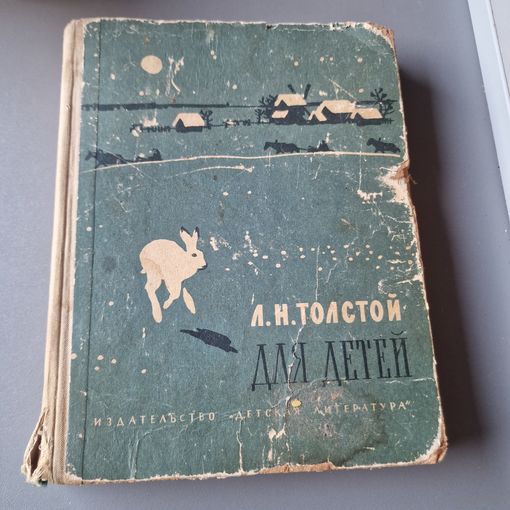 Л.Н.ТОЛСТОЙ
ДЛЯ ДЕТЕЙ
ИЗДАТЕЛЬСТВО „ДЕТСКАЯ ЛИТЕРАТУРА"